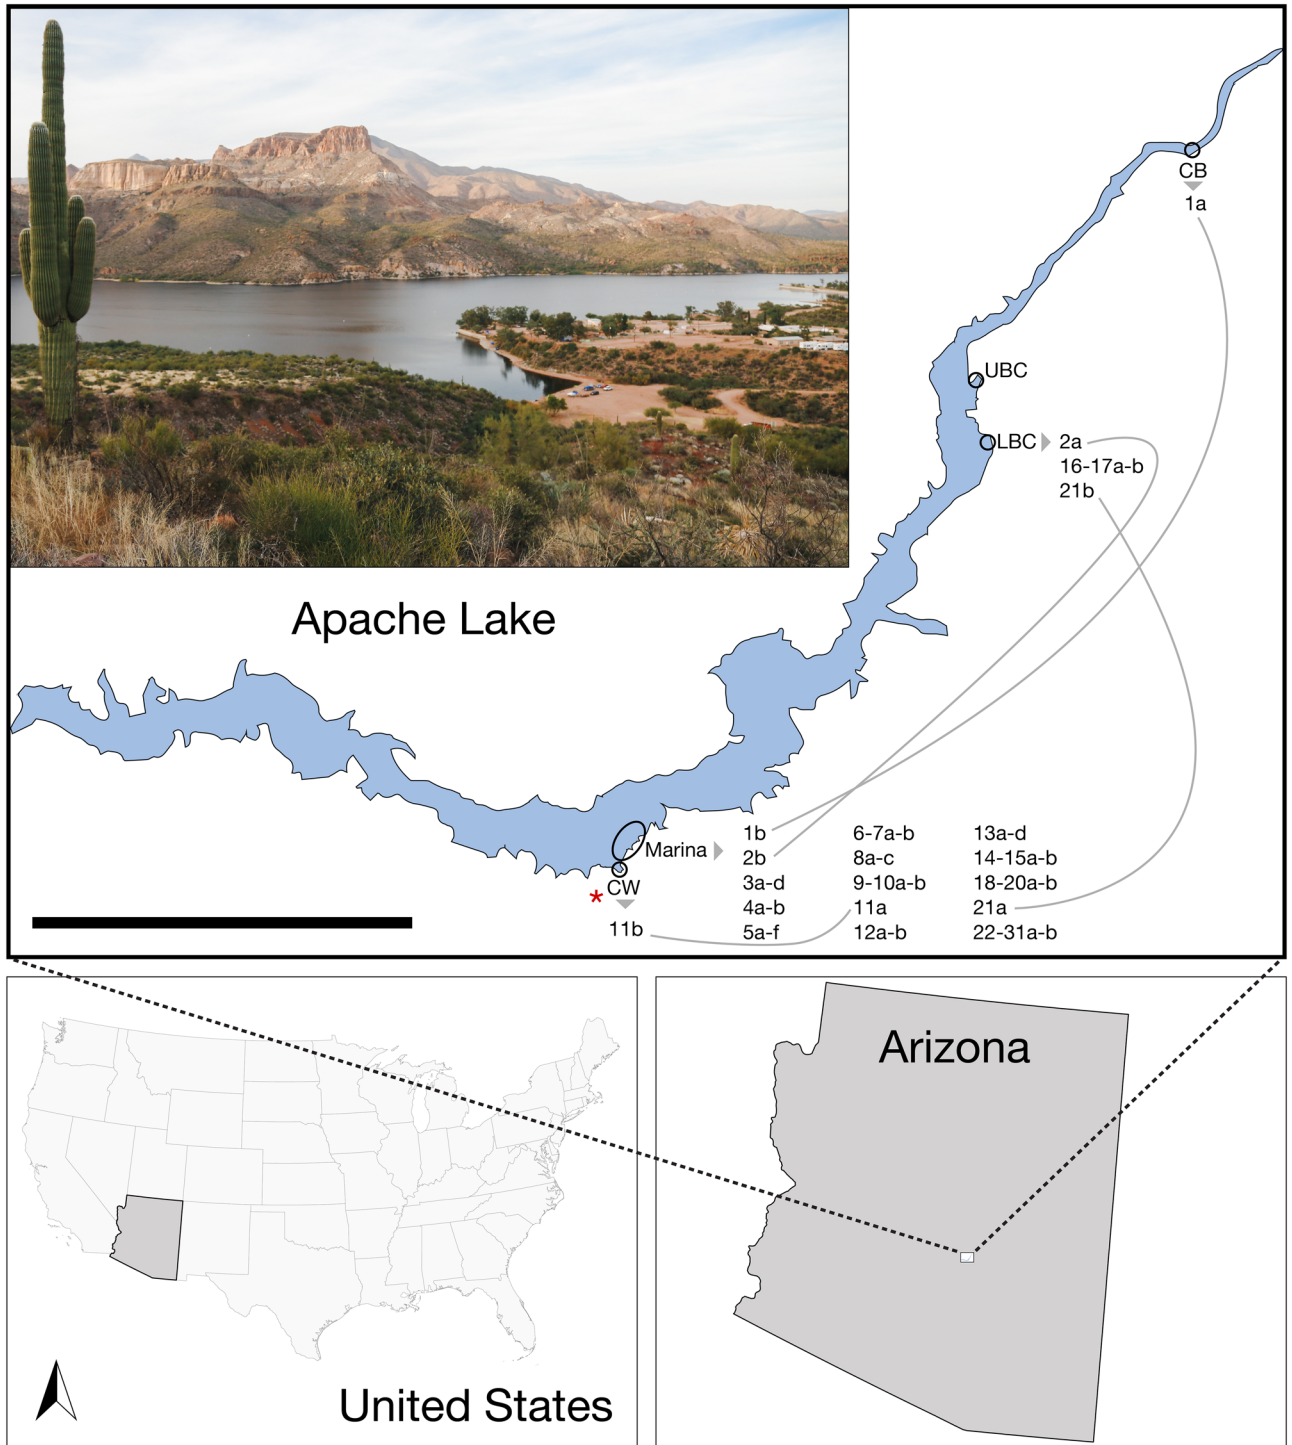 CB
1a
UBC
LBC
2a
16-17a-b
21b
Apache Lake
Marina
1b
2b
3a-d
4a-b
5a-f
6-7a-b
8a-c
9-10a-b
11a
12a-b
13a-d
14-15a-b
18-20a-b
21a
22-31a-b
* CW
11b
United States
Arizona